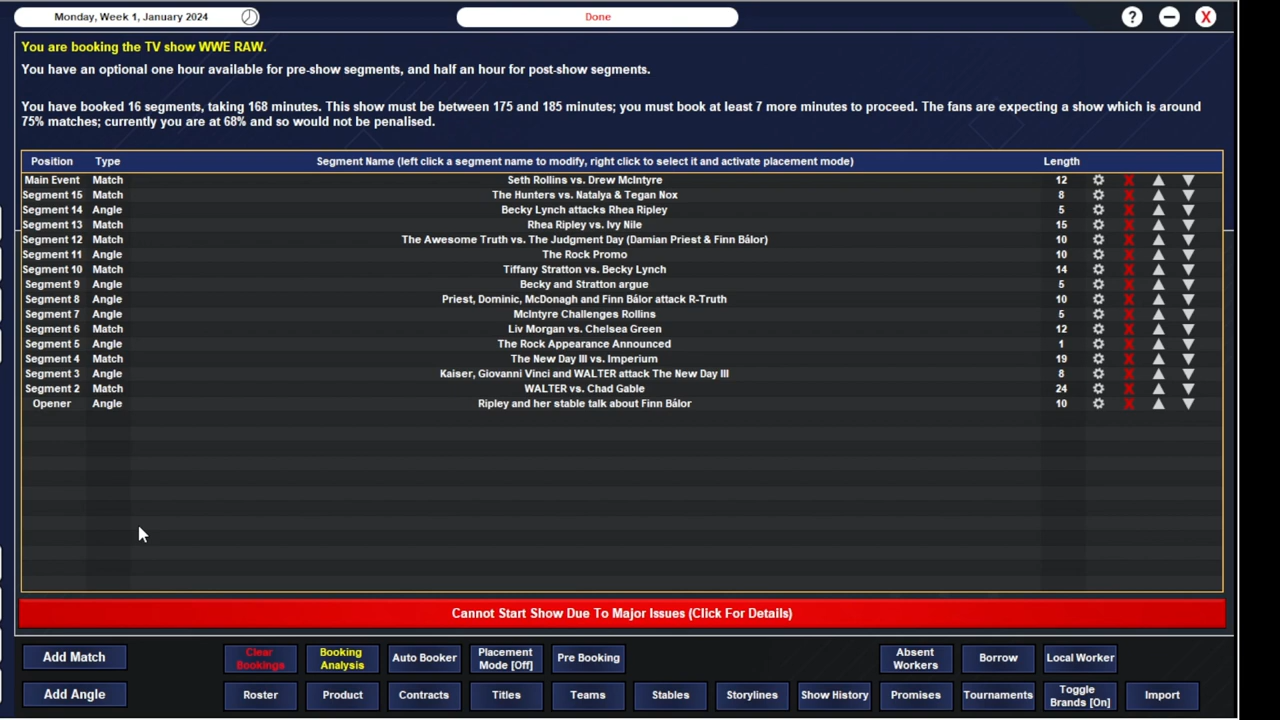 Monday, Week 1, January 2024
Done
?
X
You are booking the TV show WWE RAW.
You have an optional one hour available for pre-show segments, and half an hour for post-show segments.
You have booked 16 segments, taking 168 minutes. This show must be between 175 and 185 minutes; you must book at least 7 more minutes to proceed. The fans are expecting a show which is around
75% matches; currently you are at 68% and so would not be penalised.
Position Type Segment Name (left click a segment name to modify, right click to select it and activate placement mode) Length
Main Event Match Seth Rollins vs. Drew McIntyre 12 X
Segment 15 Match The Hunters vs. Natalya & Tegan Nox 8 X
Segment 14 Angle Becky Lynch attacks Rhea Ripley 5 X
Segment 13 Match Rhea Ripley vs. Ivy Nile 15 X
Segment 12 Match The Awesome Truth vs. The Judgment Day (Damian Priest & Finn Bálor) 10 X
Segment 11 Angle The Rock Promo 10 X
Segment 10 Match Tiffany Stratton vs. Becky Lynch 14 X
Segment 9 Angle Becky and Stratton argue 5 X
Segment 8 Angle Priest, Dominic, McDonagh and Finn Bálor attack R-Truth 10 X
Segment 7 Angle McIntyre Challenges Rollins 5 X
Segment 6 Match Liv Morgan vs. Chelsea Green 12 X
Segment 5 Angle The Rock Appearance Announced 1 X
Segment 4 Match The New Day III vs. Imperium 19 X
Segment 3 Angle Kaiser, Giovanni Vinci and WALTER attack The New Day III 8 X
Segment 2 Match WALTER vs. Chad Gable 24 X
Opener Angle Ripley and her stable talk about Finn Bálor 10 X
Cannot Start Show Due To Major Issues (Click For Details)
Add Match
Clear
Bookings
Booking
Analysis
Auto Booker
Placement
Mode [Off]
Pre Booking
Absent
Workers
Borrow
Local Worker
Add Angle
Roster
Product
Contracts
Titles
Teams
Stables
Storylines
Show History
Promises
Tournaments
Toggle
Brands [On]
Import